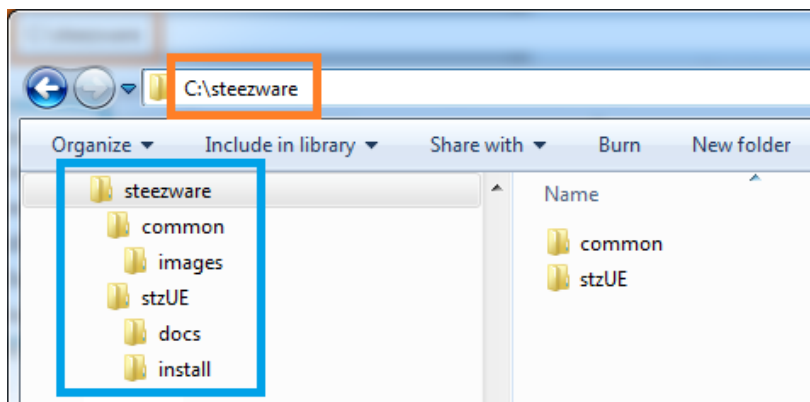 C:\steezware
Organize Include in library Share with Burn New folder
steezware
common
images
stzUE
docs
install
Name
common
stzUE